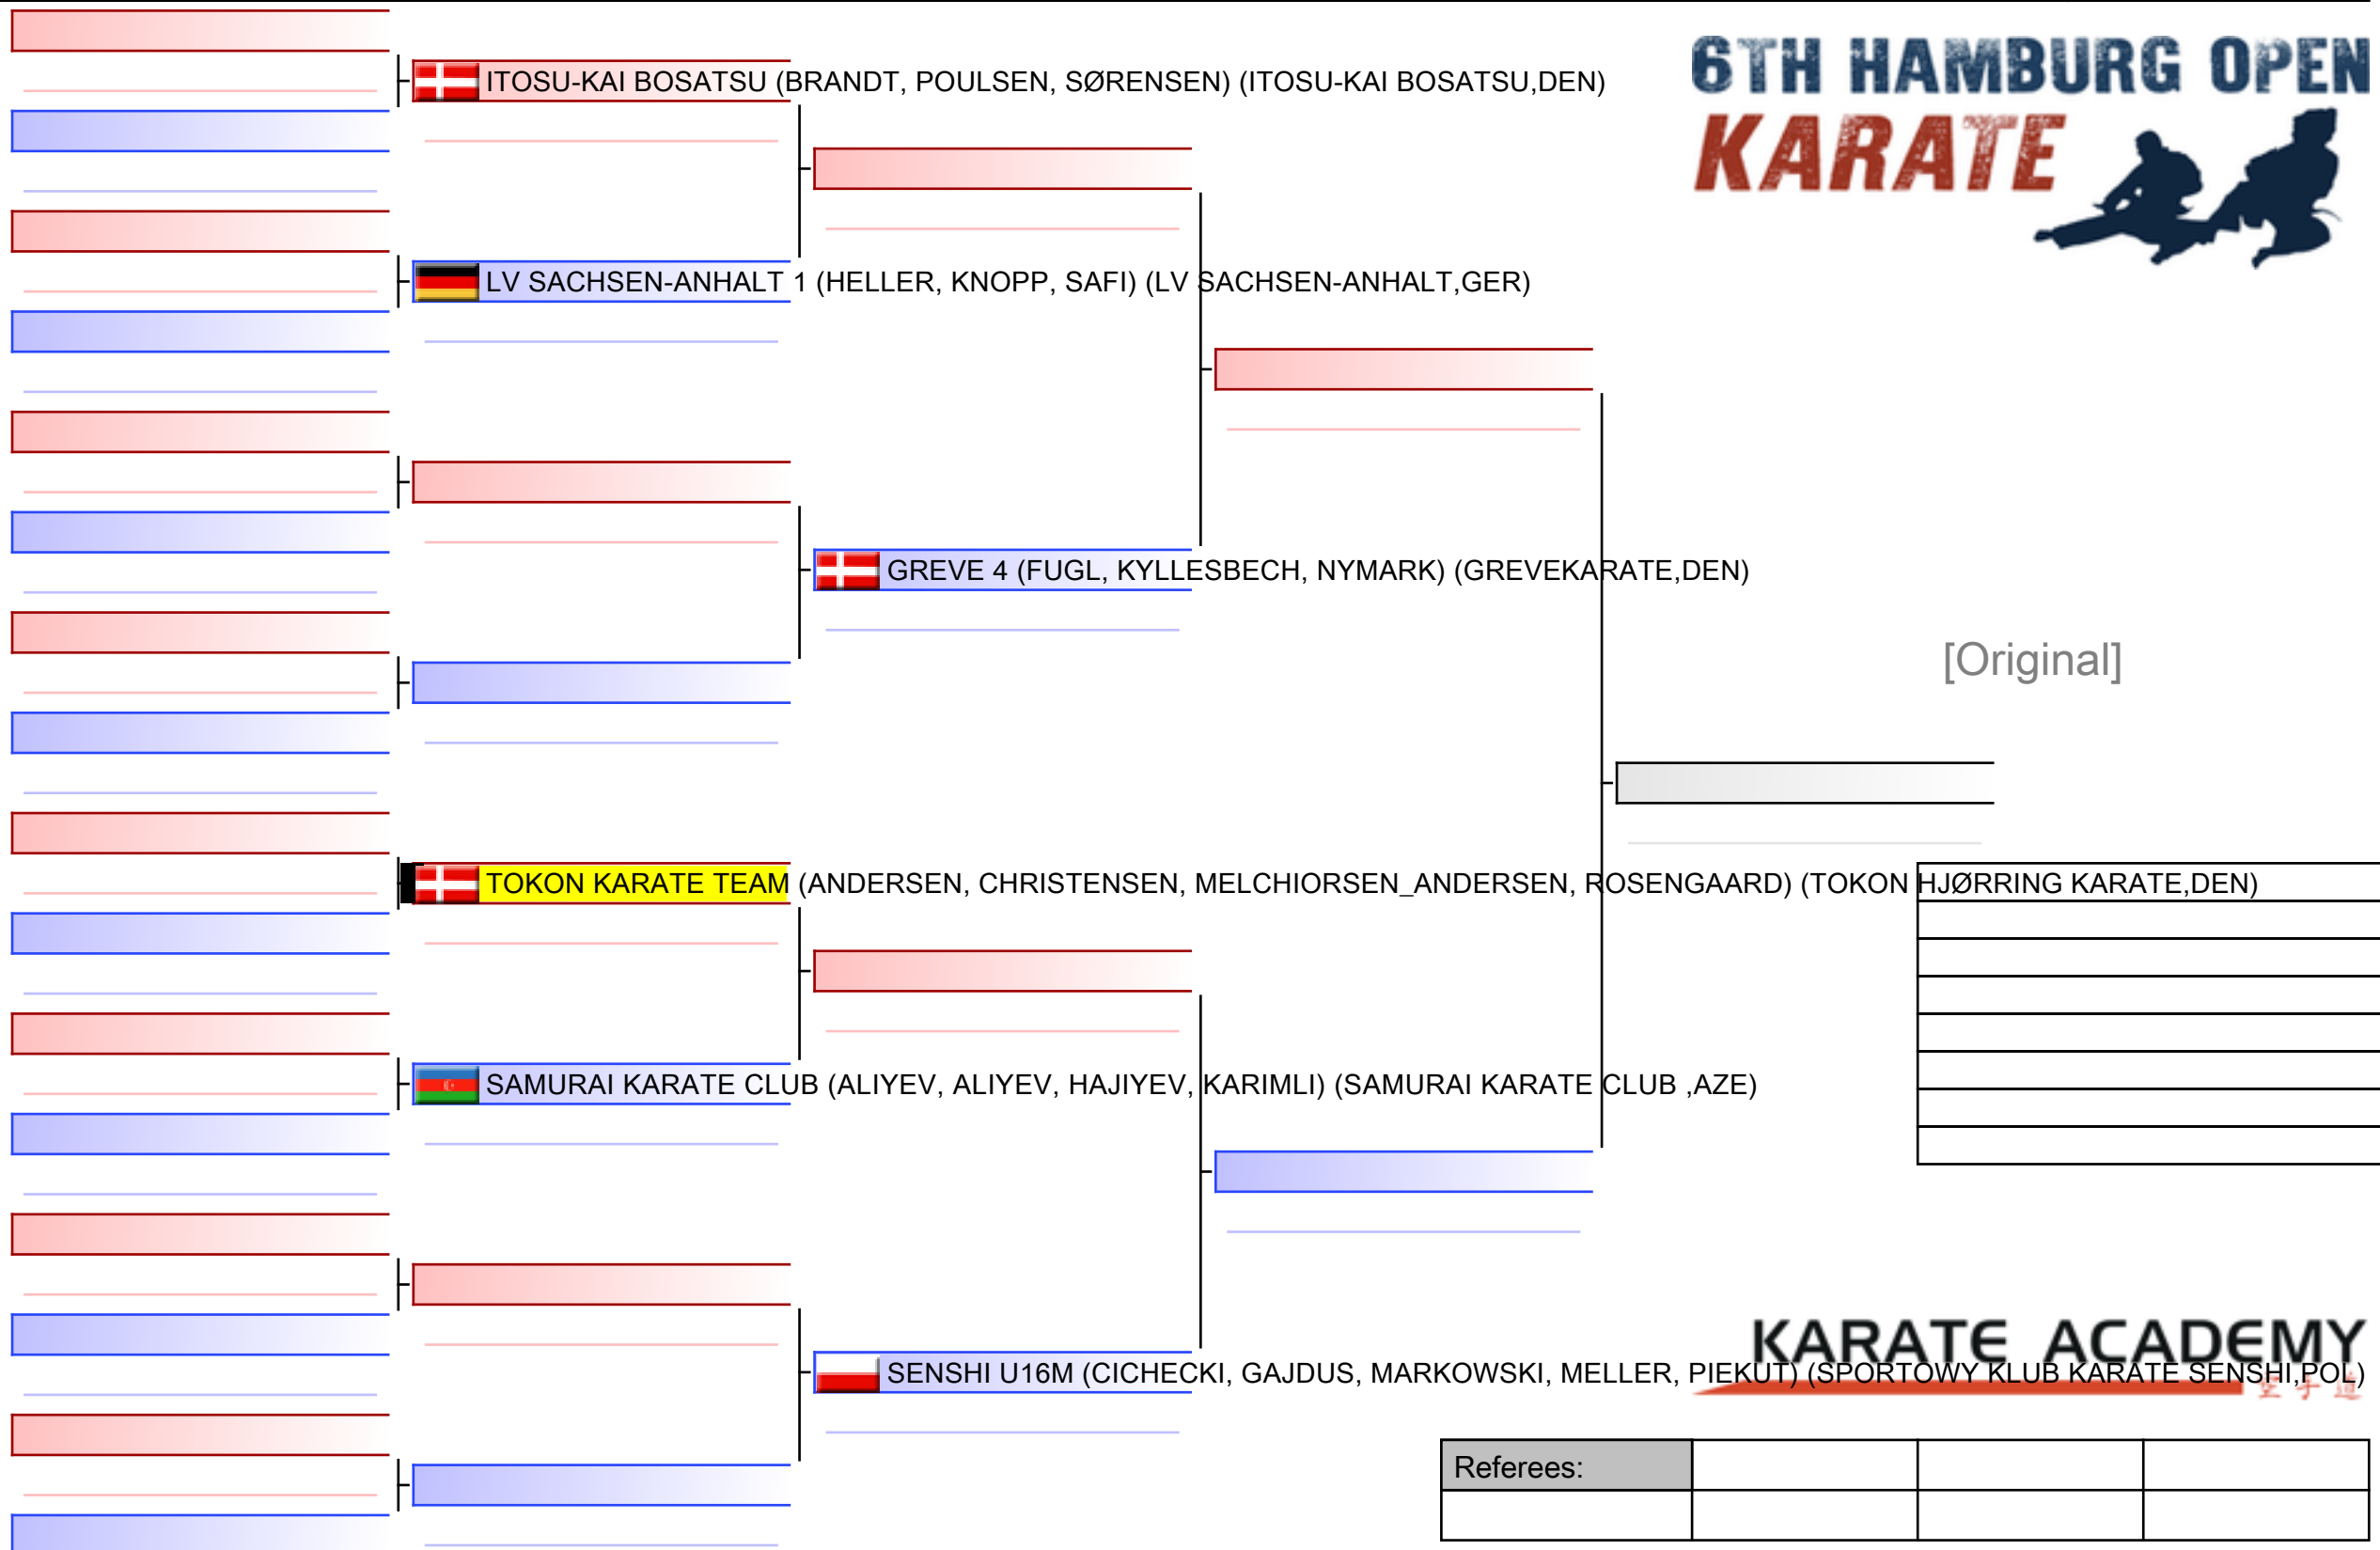 6TH HAMBURG OPEN
KARATE
ITOSU-KAI BOSATSU (BRANDT, POULSEN, SØRENSEN) (ITOSU-KAI BOSATSU,DEN)
LV SACHSEN-ANHALT 1 (HELLER, KNOPP, SAFI) (LV SACHSEN-ANHALT,GER)
GREVE 4 (FUGL, KYLLESBECH, NYMARK) (GREVEKARATE,DEN)
[Original]
TOKON KARATE TEAM (ANDERSEN, CHRISTENSEN, MELCHIORSEN_ANDERSEN, ROSENGAARD) (TOKON HJØRRING KARATE,DEN)
SAMURAI KARATE CLUB (ALIYEV, ALIYEV, HAJIYEV, KARIMLI) (SAMURAI KARATE CLUB ,AZE)
KARATE ACADEMY
SENSHI U16M (CICHECKI, GAJDUS, MARKOWSKI, MELLER, PIEKUT) (SPORTOWY KLUB KARATE SENSHI,POL)
空手道
Referees: